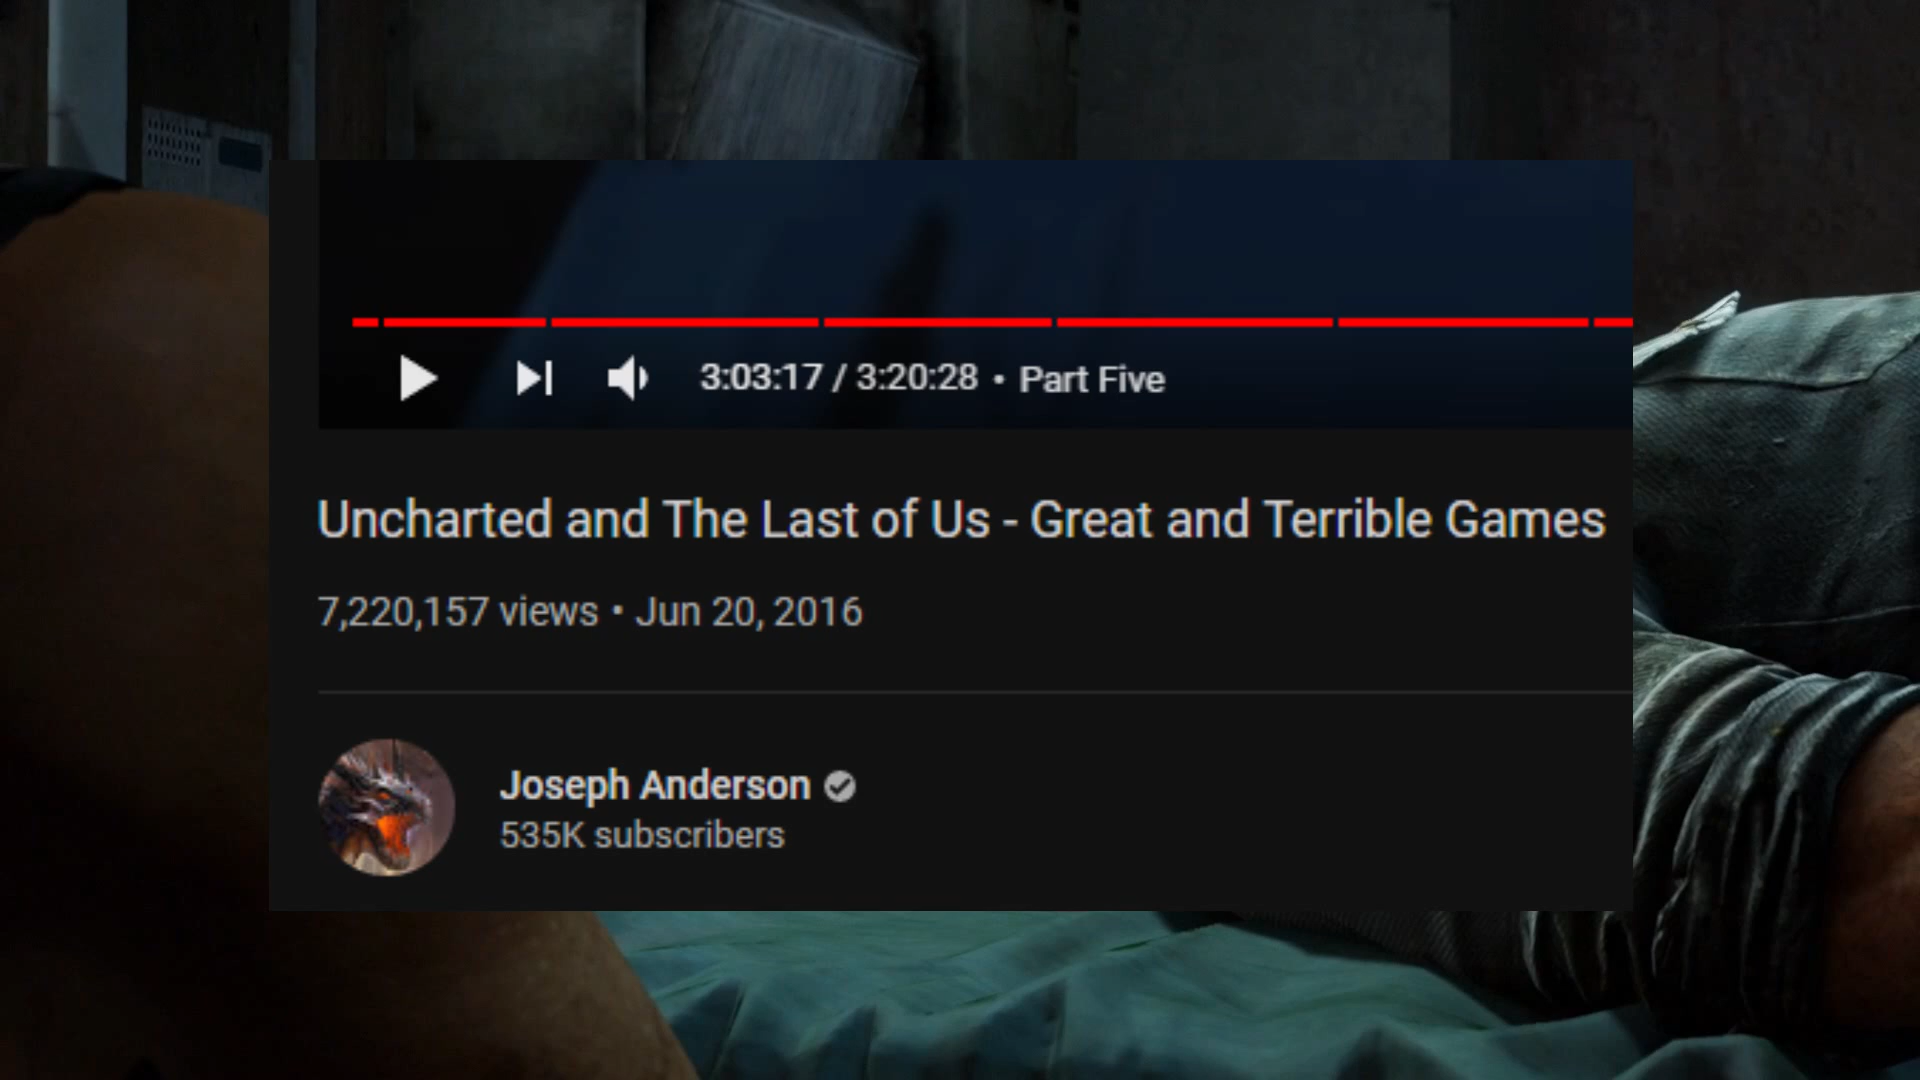 3:03:17 / 3:20:28 • Part Five
Uncharted and The Last of Us - Great and Terrible Games
7,220,157 views • Jun 20, 2016
Joseph Anderson
535K subscribers